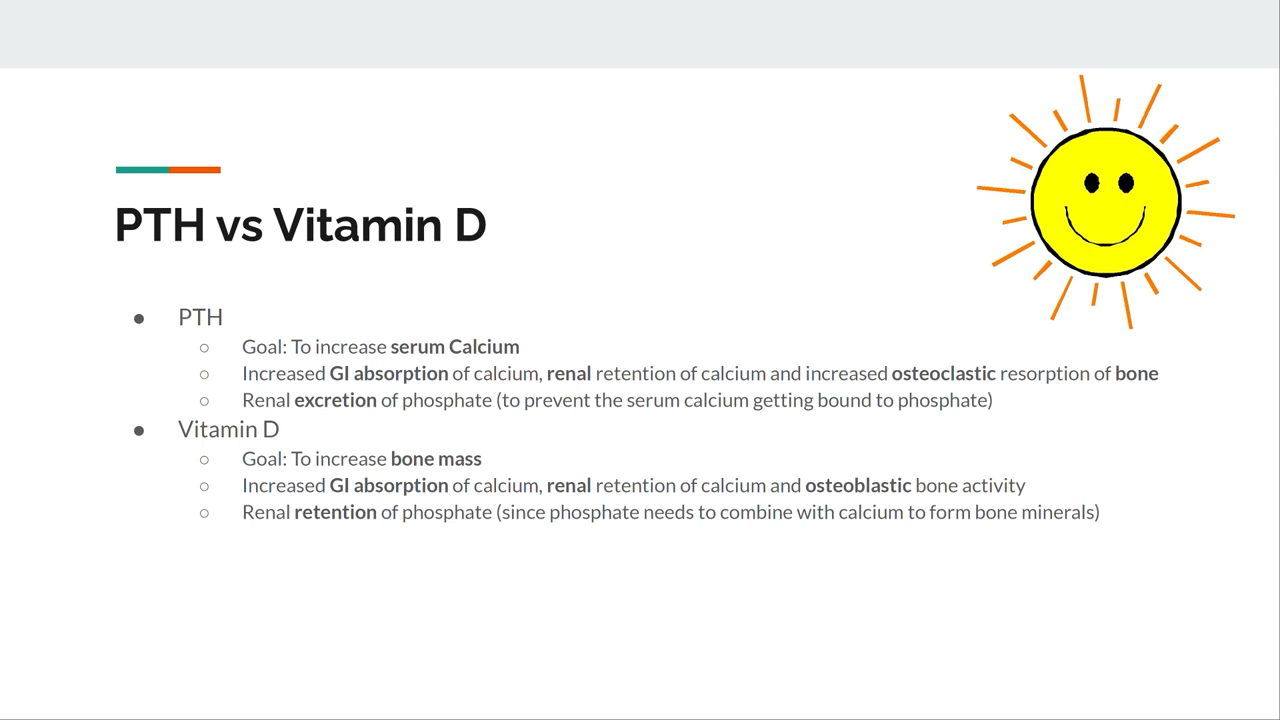 PTH vs Vitamin D
● PTH
○ Goal: To increase serum Calcium
○ Increased GI absorption of calcium, renal retention of calcium and increased osteoclastic resorption of bone
○ Renal excretion of phosphate (to prevent the serum calcium getting bound to phosphate)
● Vitamin D
○ Goal: To increase bone mass
○ Increased GI absorption of calcium, renal retention of calcium and osteoblastic bone activity
○ Renal retention of phosphate (since phosphate needs to combine with calcium to form bone minerals)